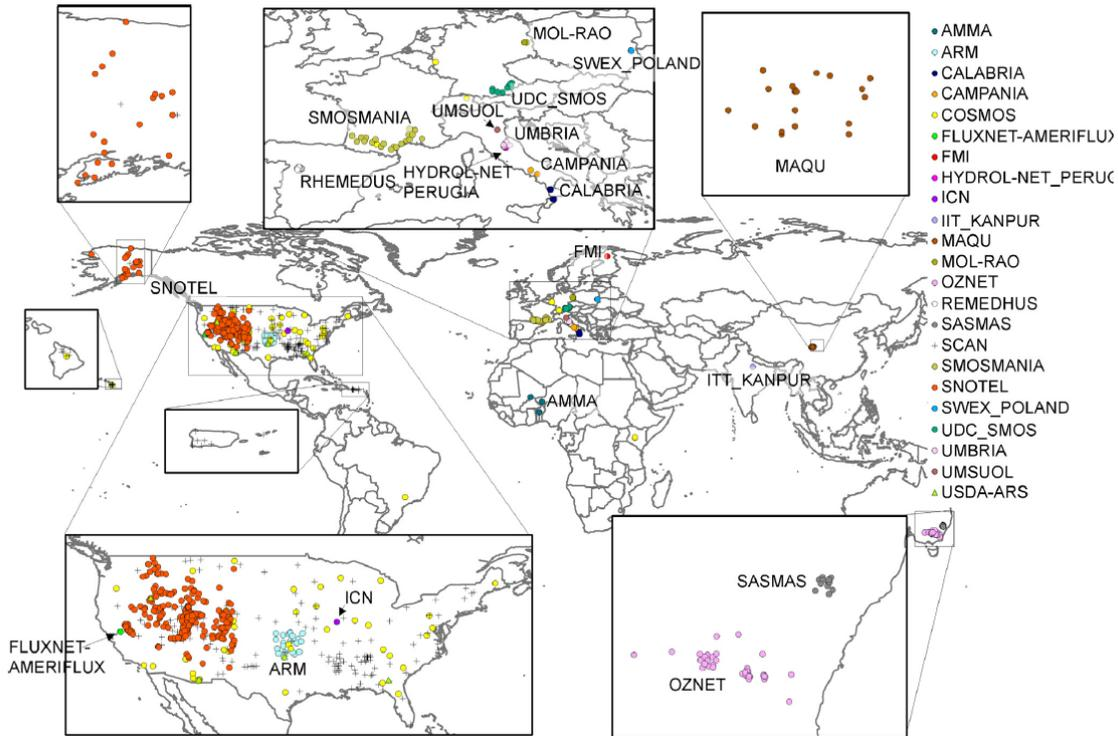 MOL-RAO
SWEX_POLAND
UDC_SMOS
UMSUOL
SMOSMANIA
UMBRIA
HYDROL-NET
PERUGIA
CAMPANIA
RHEMEDUS
CALABRIA
MAQU
FMI
SNOTEL
ITT_KANPUR
AMMA
ICN
FLUXNET-
AMERIFLUX
ARM
SASMAS
OZNET
AMMA
ARM
CALABRIA
CAMPANIA
COSMOS
FLUXNET-AMERIFLUX
FMI
HYDROL-NET_PERUG
ICN
IIT_KANPUR
MAQU
MOL-RAO
OZNET
REMEDHUS
SASMAS
SCAN
SMOSMANIA
SNOTEL
SWEX_POLAND
UDC_SMOS
UMBRIA
UMSUOL
USDA-ARS